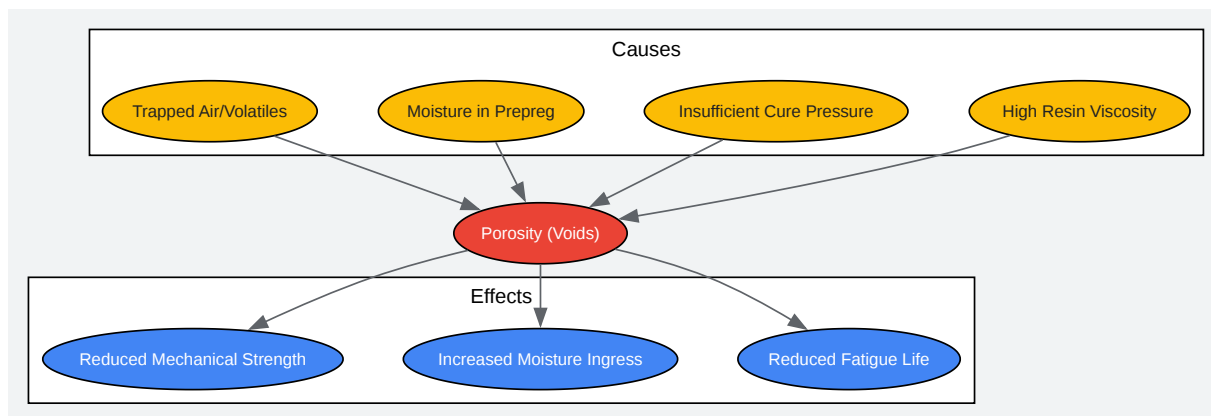 Causes
Trapped Air/Volatiles
Moisture in Prepreg
Insufficient Cure Pressure
High Resin Viscosity
Porosity (Voids)
Effects
Reduced Mechanical Strength
Increased Moisture Ingress
Reduced Fatigue Life